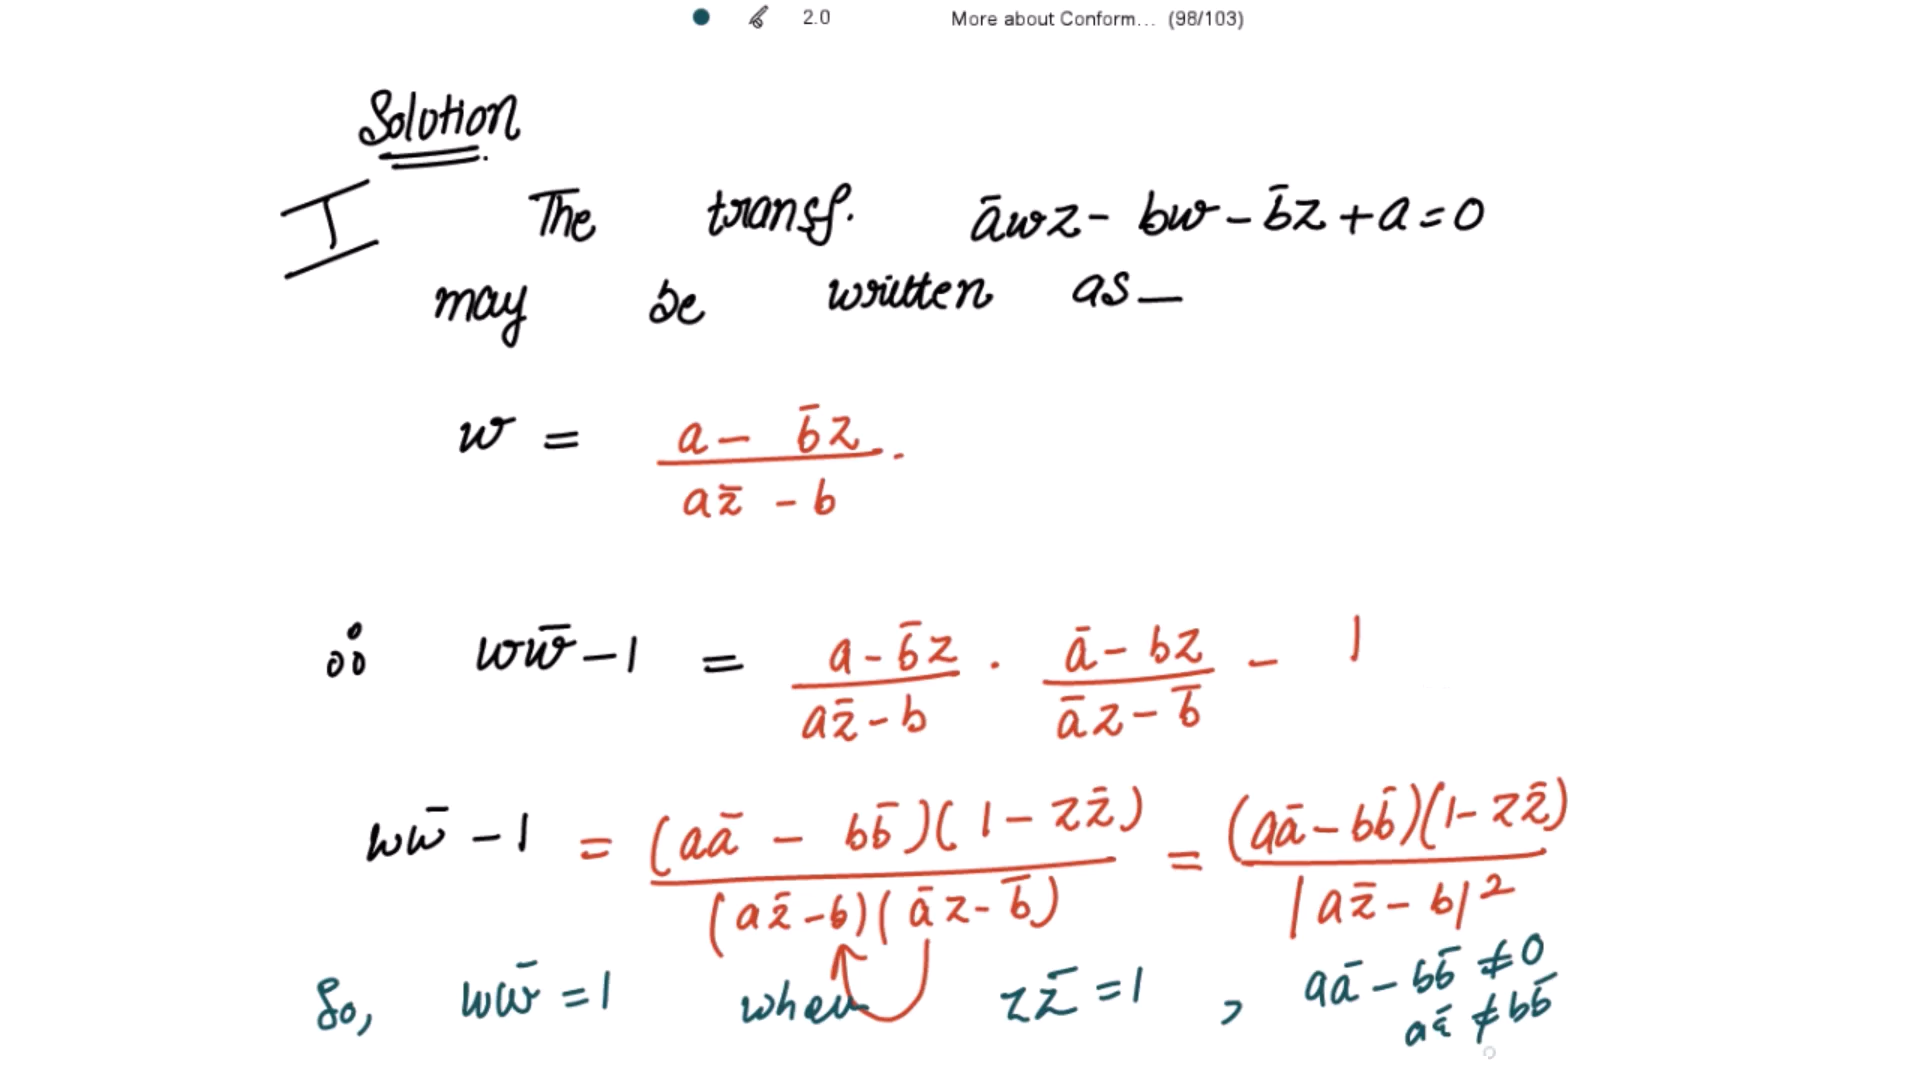 2.0 More about Conform... (98/103)
Solution
I The transf. āwz - bw - b̄z + a = 0
may be written as —
w = (a - b̄z) / (az̄ - b).
∴ ww̄ - 1 = (a - b̄z) / (az̄ - b) · (ā - bz̄) / (āz - b̄) - 1
ww̄ - 1 = (aā - bb̄)(1 - zz̄) / (az̄ - b)(āz - b̄) = (aā - bb̄)(1 - zz̄) / |az̄ - b|²
So, ww̄ = 1 when zz̄ = 1 , aā - bb̄ ≠ 0
aā ≠ bb̄